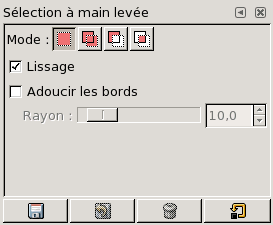 Sélection à main levée
Mode :
Lissage
Adoucir les bords
Rayon : 10,0